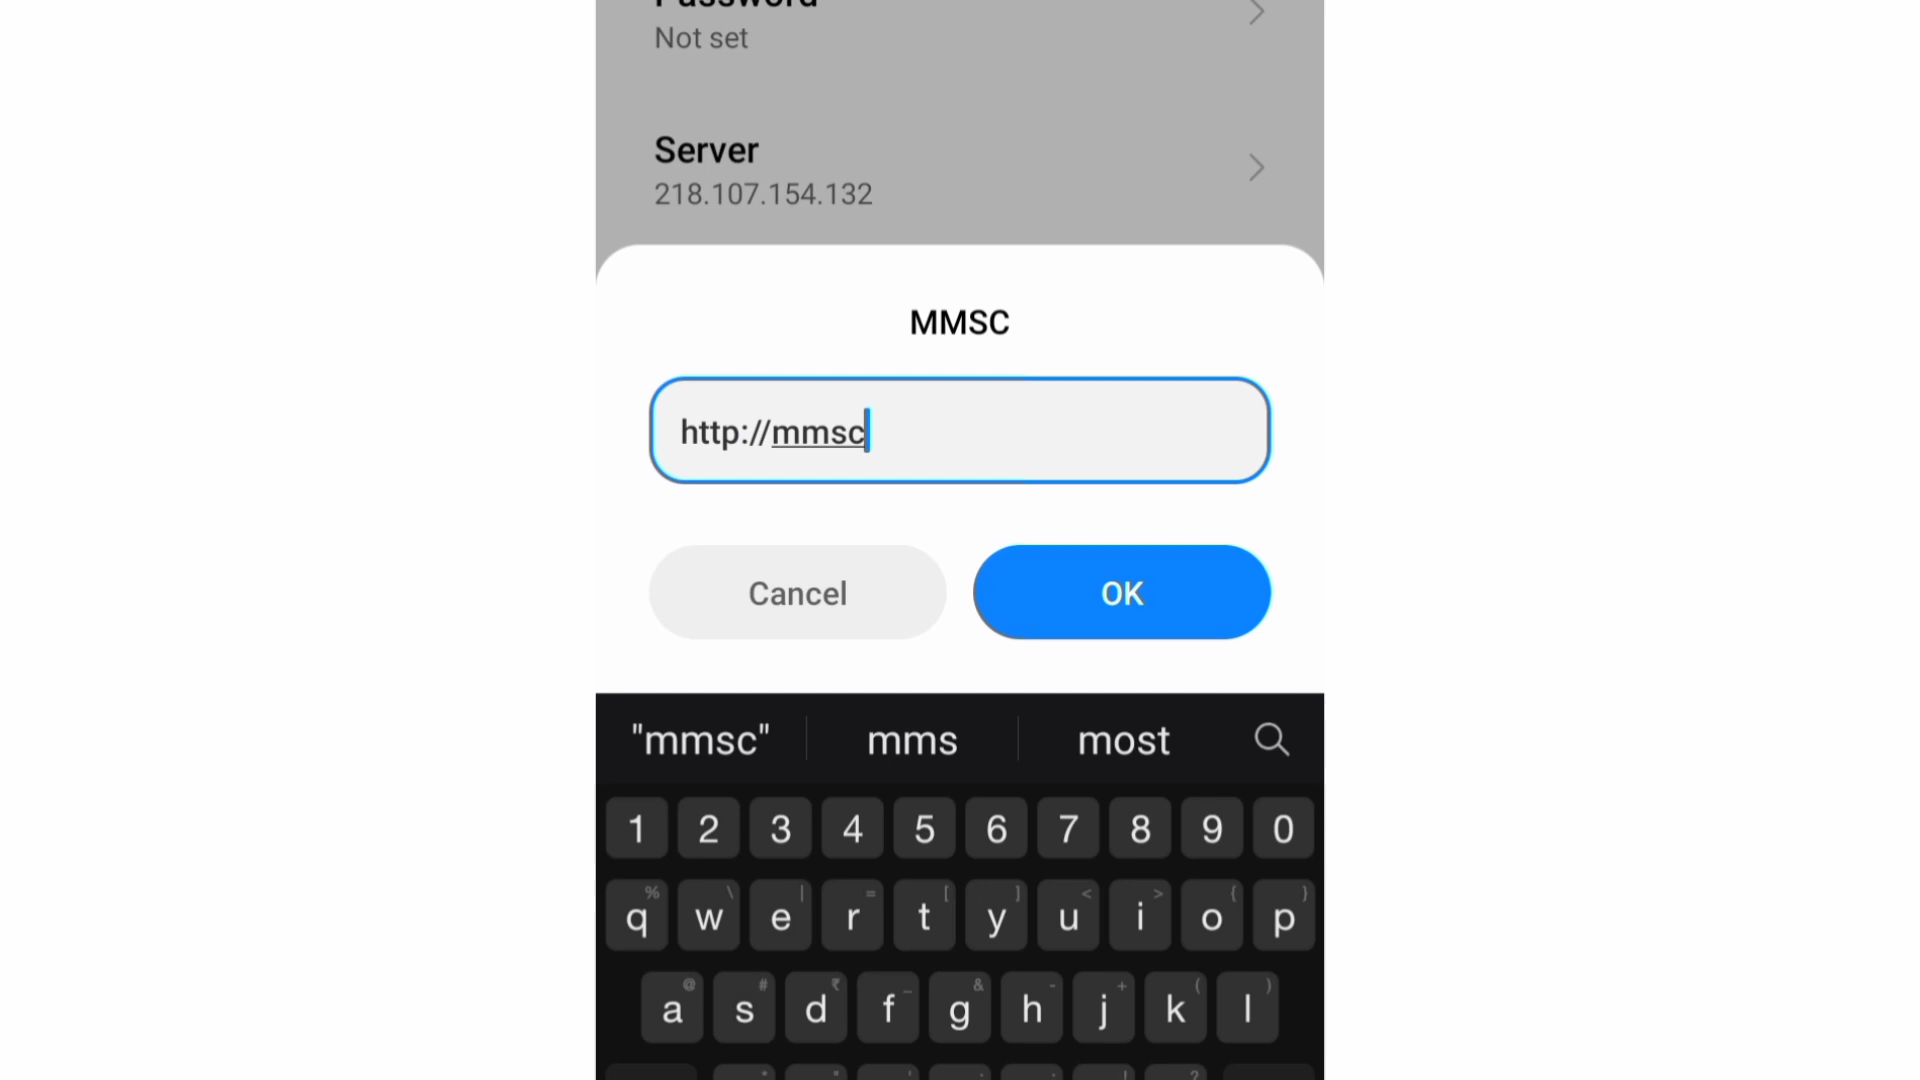 Password
Not set
Server
218.107.154.132
MMSC
http://mmsc
Cancel
OK
"mmsc" mms most
1 2 3 4 5 6 7 8 9 0
% \ | = [ ] < > { }
q w e r t y u i o p
@ # ₹ _ & - + ( )
a s d f g h j k l